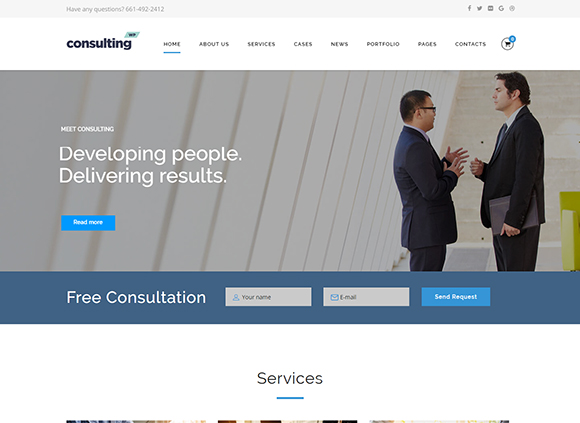 Have any questions? 661-492-2412
consulting WP
HOME ABOUT US SERVICES CASES NEWS PORTFOLIO PAGES CONTACTS
MEET CONSULTING
Developing people.
Delivering results.
Read more
Free Consultation Your name E-mail Send Request
Services